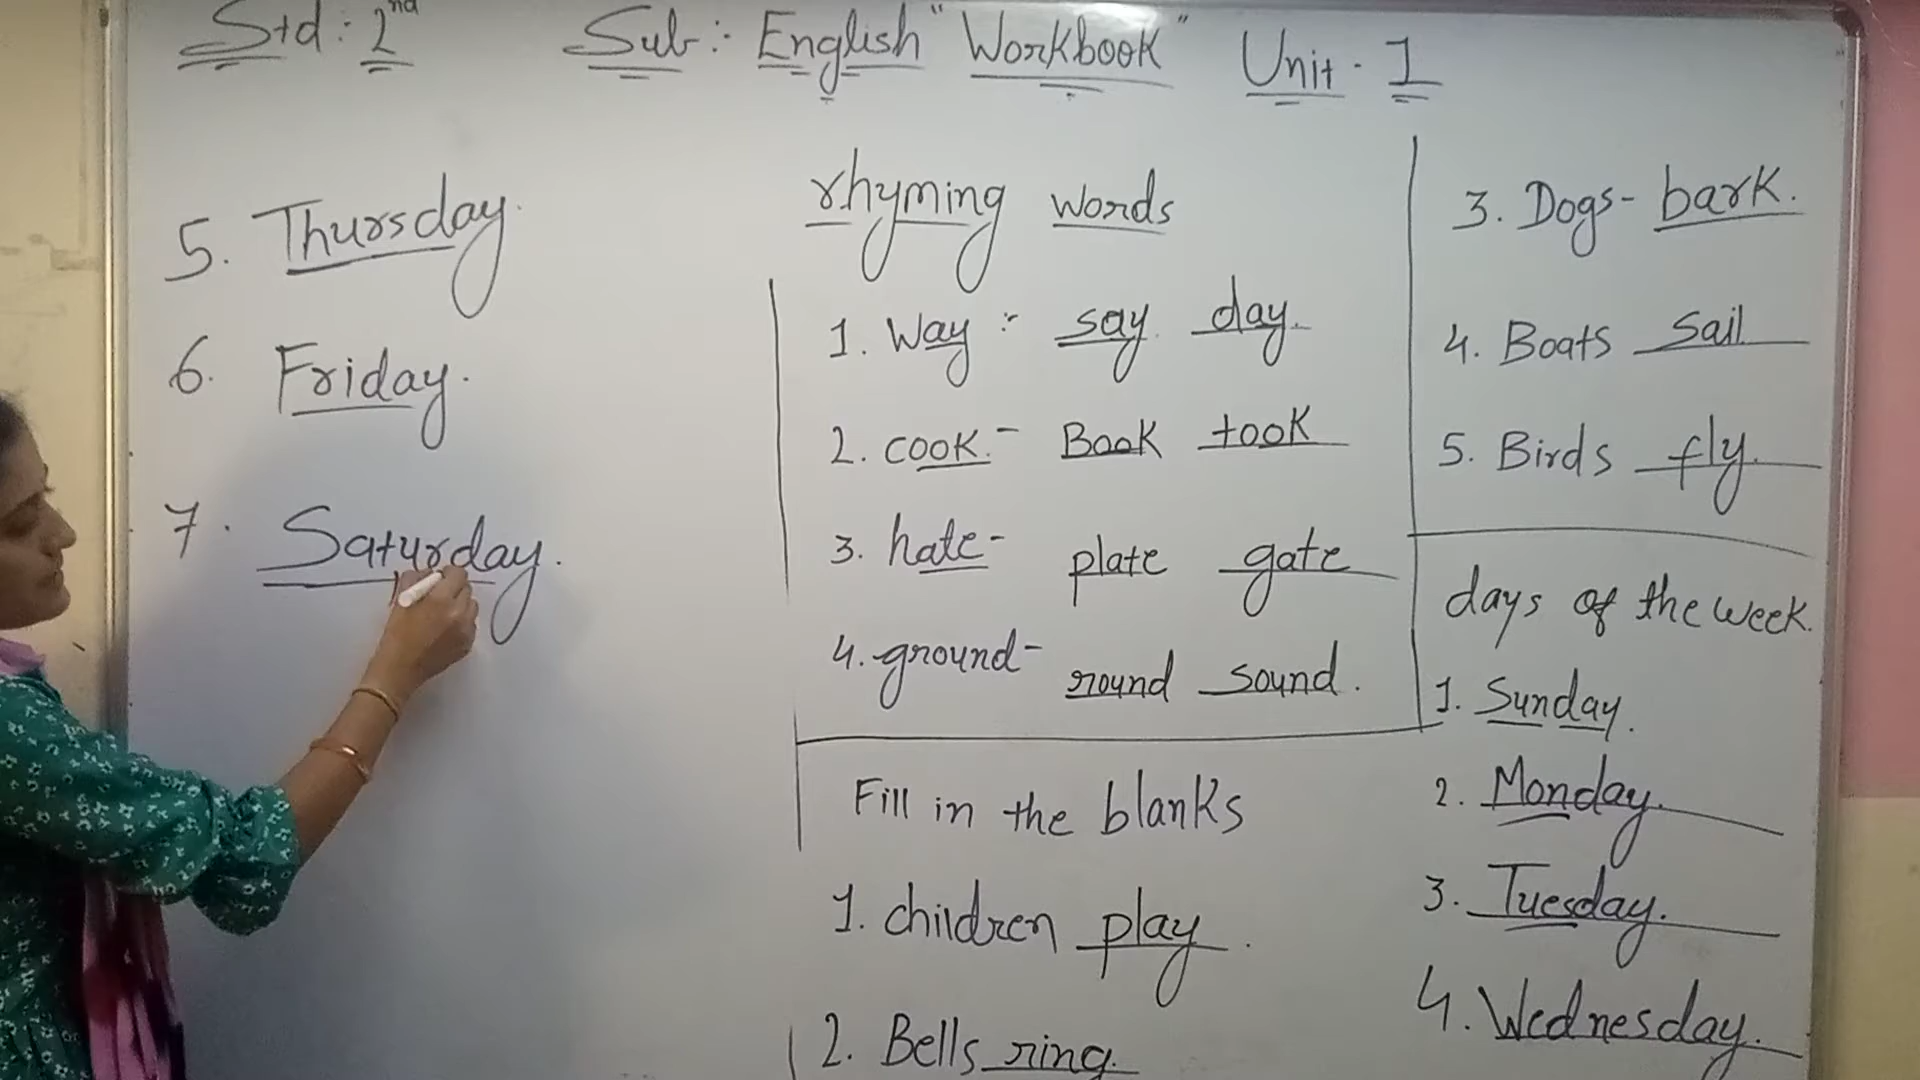 Std : 2nd Sub :- English "Workbook" Unit - 1
rhyming words
1. Way :- say day.
2. cook. - Book took
3. hate - plate gate
4. ground - round sound.
Fill in the blanks
1. children play .
2. Bells ring.
3. Dogs - bark.
4. Boats sail
5. Birds fly.
days of the week.
1. Sunday.
2. Monday.
3. Tuesday.
4. Wednesday.
5. Thursday.
6. Friday.
7. Saturday.